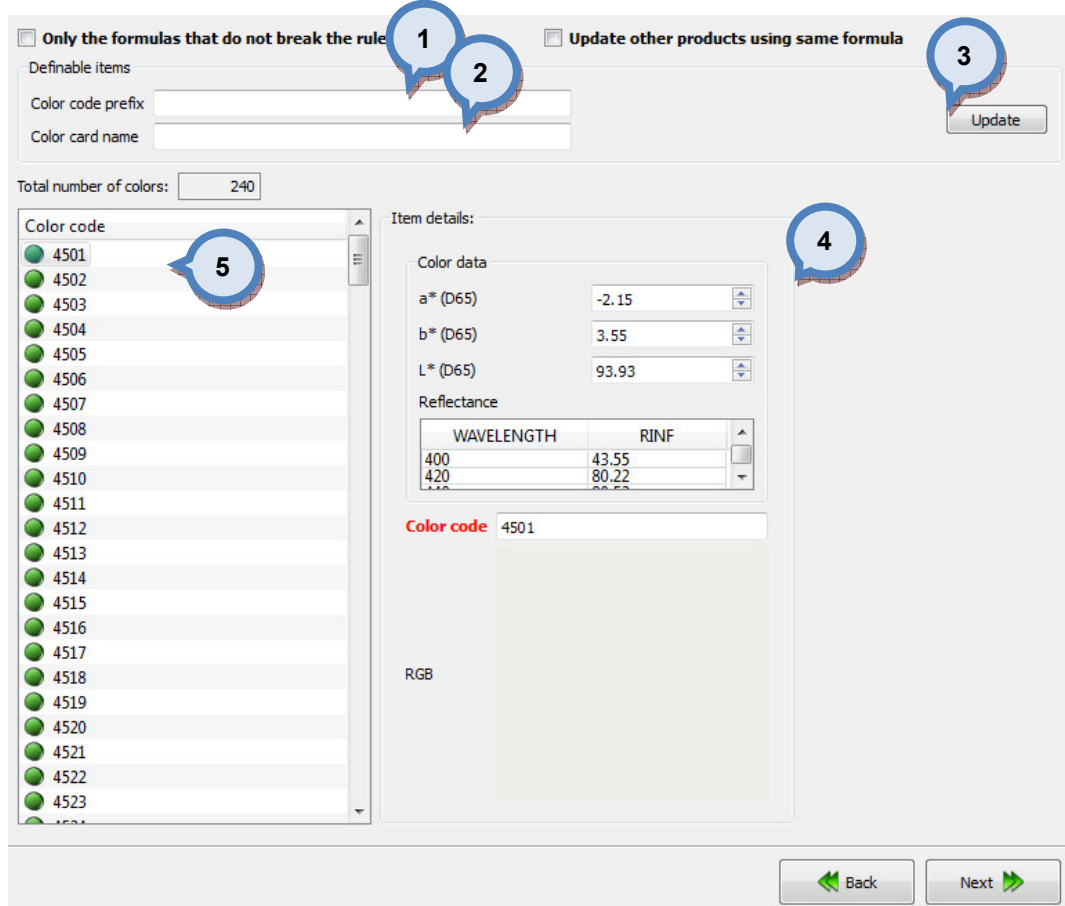 Only the formulas that do not break the rule
1
Update other products using same formula
2
3
Definable items
Color code prefix
Update
Color card name
Total number of colors: 240
Color code
4501
4502
4503
4504
4505
4506
4507
4508
4509
4510
4511
4512
4513
4514
4515
4516
4517
4518
4519
4520
4521
4522
4523
5
Item details:
4
Color data
a* (D65) -2.15
b* (D65) 3.55
L* (D65) 93.93
Reflectance
WAVELENGTH RINF
400 43.55
420 80.22
Color code 4501
RGB
Back
Next